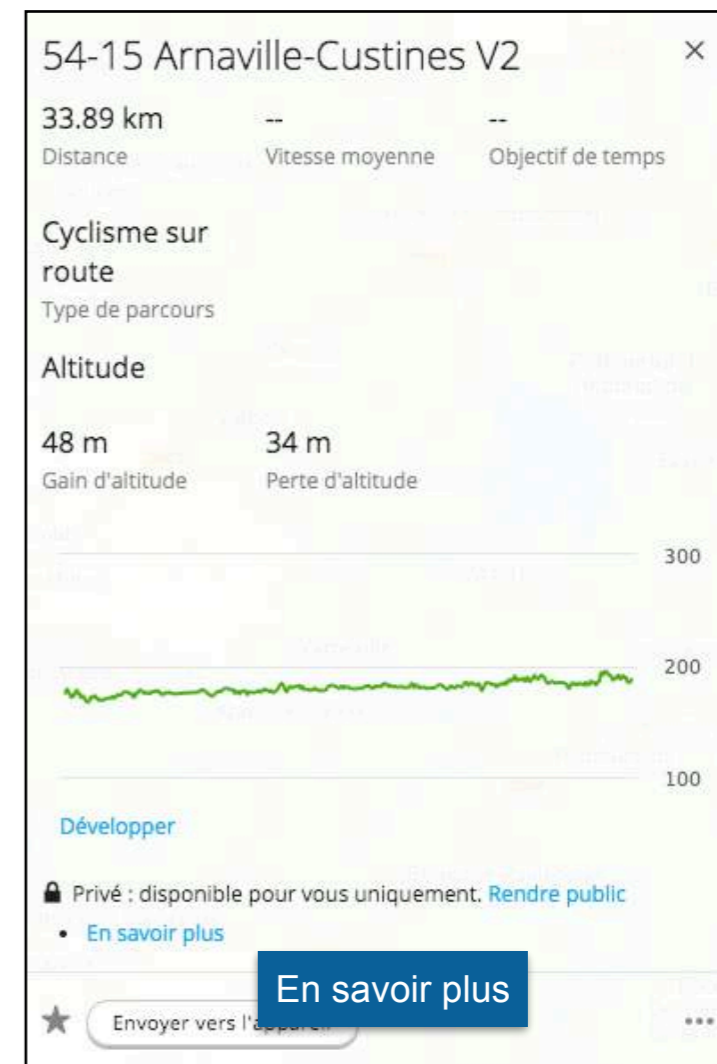 54-15 Arnaville-Custines V2 ×
33.89 km -- --
Distance Vitesse moyenne Objectif de temps
Cyclisme sur
route
Type de parcours
Altitude
48 m 34 m
Gain d'altitude Perte d'altitude
300
200
100
Développer
Privé : disponible pour vous uniquement. Rendre public
• En savoir plus
En savoir plus
Envoyer vers